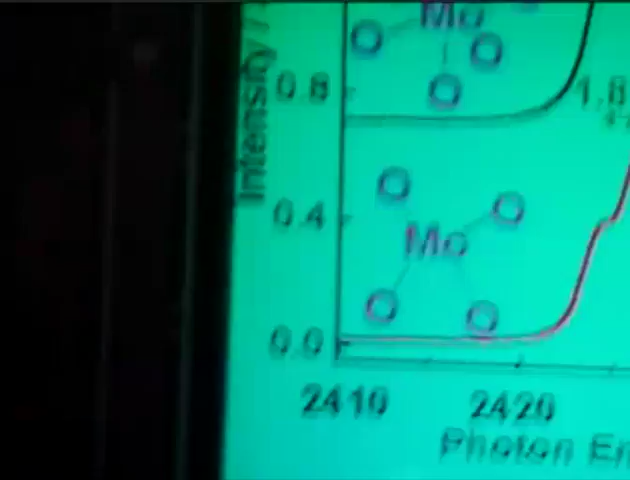 Mo
O
O
O
Intensity /
0.8
1.8
O
O
0.4
Mo
O
O
0.0
2410 2420
Photon En